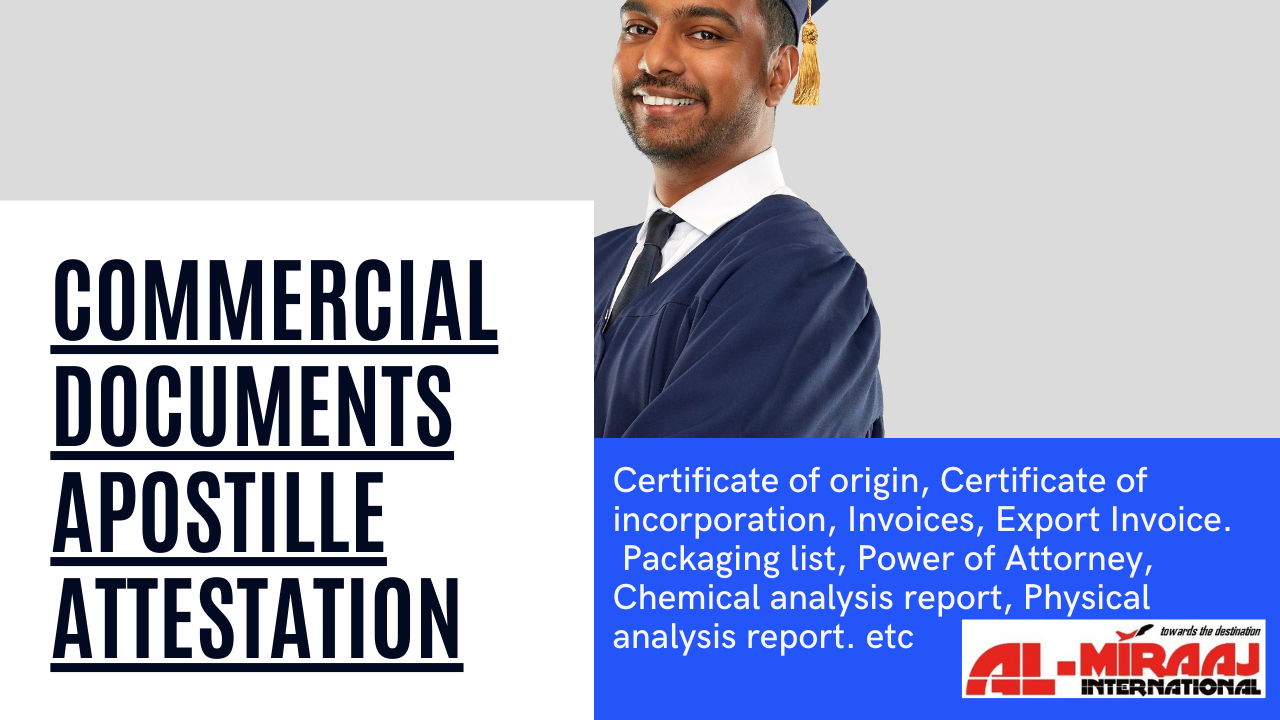 COMMERCIAL
DOCUMENTS
APOSTILLE
ATTESTATION
Certificate of origin, Certificate of
incorporation, Invoices, Export Invoice.
Packaging list, Power of Attorney,
Chemical analysis report, Physical
analysis report. etc
towards the destination
AL-MIRAAJ
INTERNATIONAL